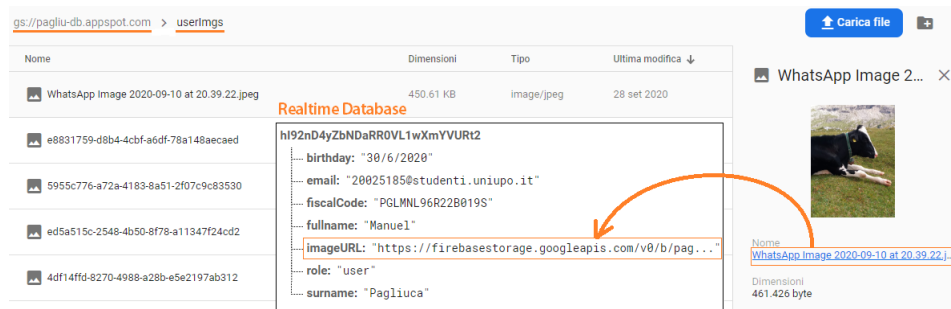 gs://pagliu-db.appspot.com > userImgs
Carica file
Nome Dimensioni Tipo Ultima modifica
WhatsApp Image 2020-09-10 at 20.39.22.jpeg 450.61 KB image/jpeg 28 set 2020
e8831759-d8b4-4cbf-a6df-78a148aecaed
5955c776-a72a-4183-8a51-2f07c9c83530
ed5a515c-2548-4b50-8f78-a11347f24cd2
4df14ffd-8270-4988-a28b-e5e2197ab312
Realtime Database
hI92nD4yZbNDaRR0VL1wXmYVURt2
birthday: "30/6/2020"
email: "20025185@studenti.uniupo.it"
fiscalCode: "PGLMNL96R22B019S"
fullname: "Manuel"
imageURL: "https://firebasestorage.googleapis.com/v0/b/pag..."
role: "user"
surname: "Pagliuca"
WhatsApp Image 2...
Nome
WhatsApp Image 2020-09-10 at 20.39.22.j...
Dimensioni
461.426 byte